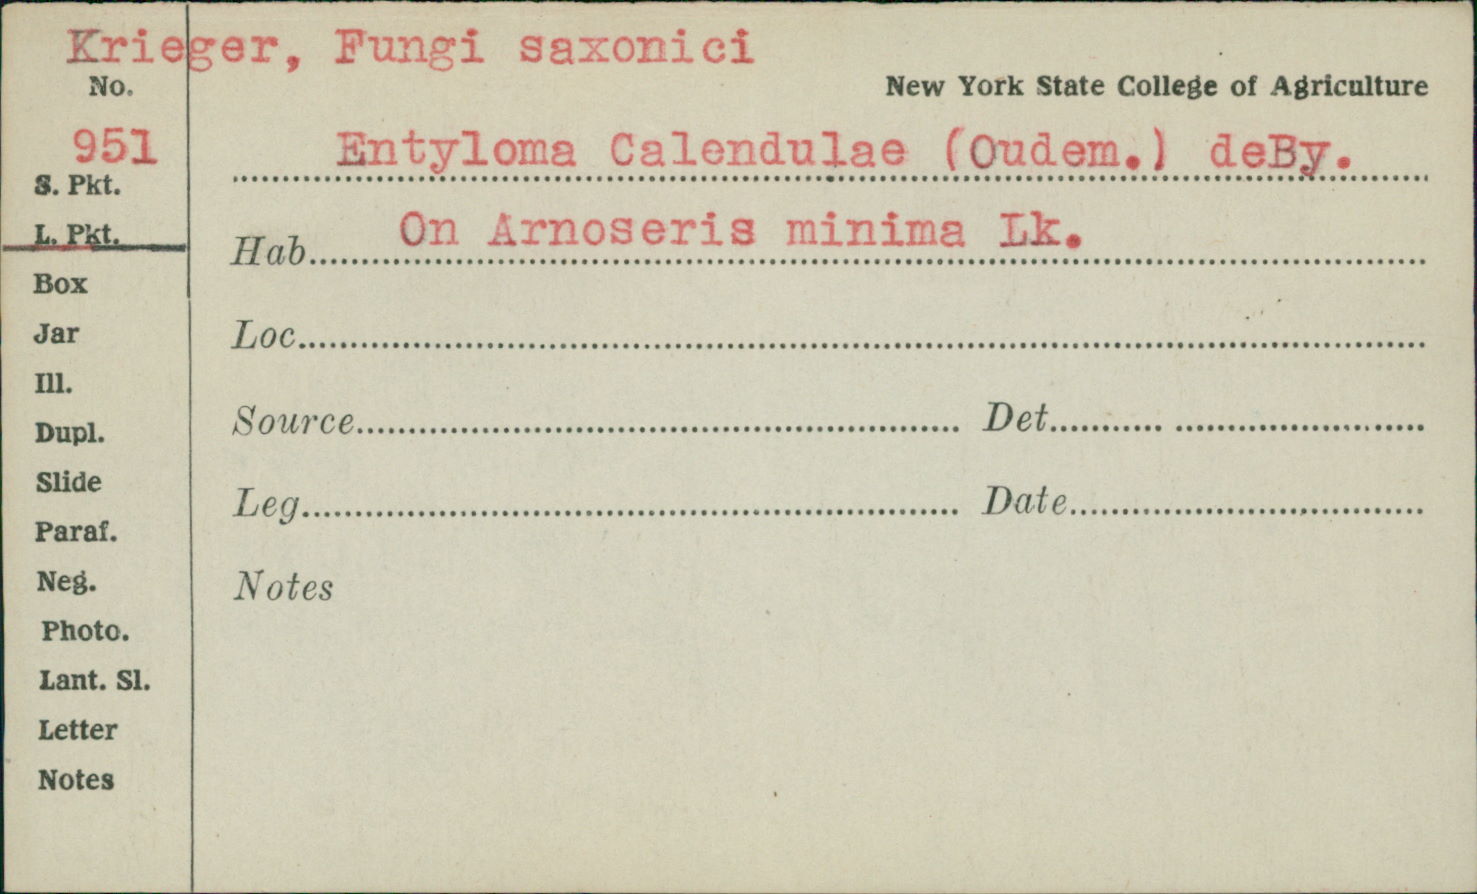 Krieger, Fungi saxonici
No.
New York State College of Agriculture
951
Entyloma Calendulae (Oudem.) deBy.
S. Pkt.
L. Pkt.
Hab. On Arnoseris minima Lk.
Box
Jar
Loc.
Ill.
Dupl.
Source
Det.
Slide
Leg.
Date
Paraf.
Neg.
Notes
Photo.
Lant. Sl.
Letter
Notes